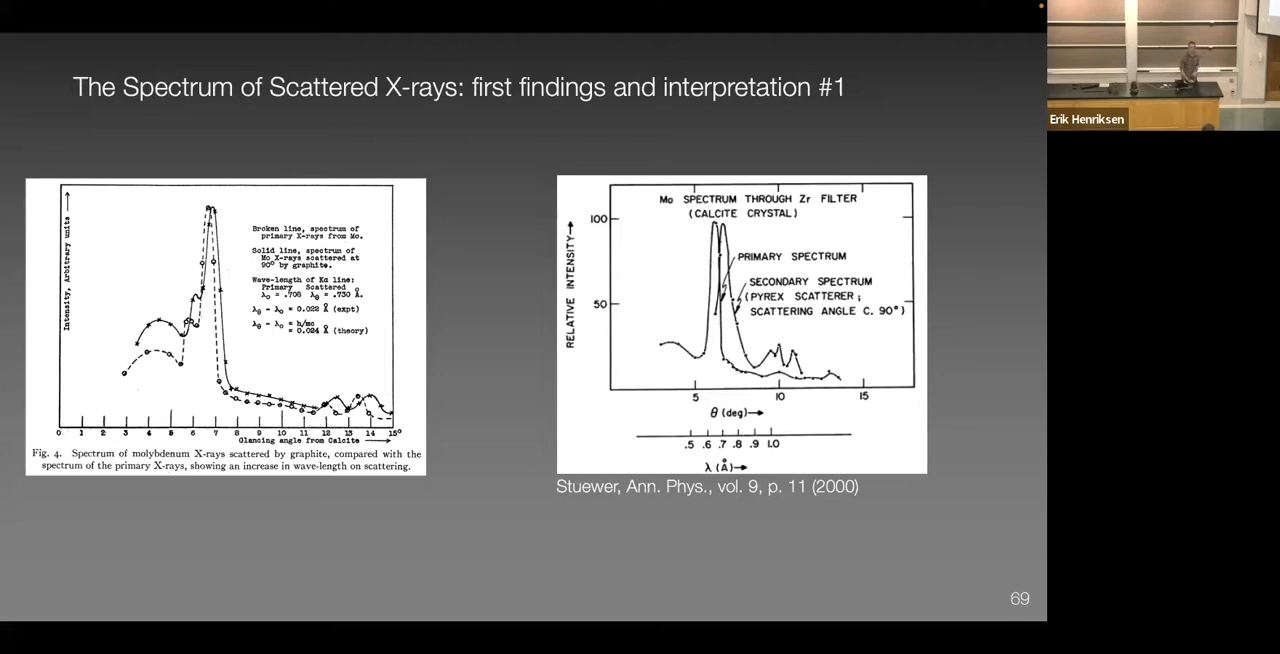 The Spectrum of Scattered X-rays: first findings and interpretation #1
Erik Henriksen
Intensity, Arbitrary units
Broken line, spectrum of
primary X-rays from Mo.
Solid line, spectrum of
Mo X-rays scattered at
90° by graphite.
Wave-length of Kα line:
Primary Scattered
λ₀ = .708 λθ = .730 Å.
λθ - λ₀ = 0.022 Å (expt)
λθ - λ₀ = h/mc
= 0.024 Å (theory)
0 1 2 3 4 5 6 7 8 9 10 11 12 13 14 15°
Glancing angle from Calcite
Fig. 4. Spectrum of molybdenum X-rays scattered by graphite, compared with the
spectrum of the primary X-rays, showing an increase in wave-length on scattering.
Mo SPECTRUM THROUGH Zr FILTER
(CALCITE CRYSTAL)
100
PRIMARY SPECTRUM
SECONDARY SPECTRUM
(PYREX SCATTERER;
SCATTERING ANGLE C. 90°)
50
RELATIVE INTENSITY
5 10 15
θ (deg)
.5 .6 .7 .8 .9 1.0
λ (Å)
Stuewer, Ann. Phys., vol. 9, p. 11 (2000)
69